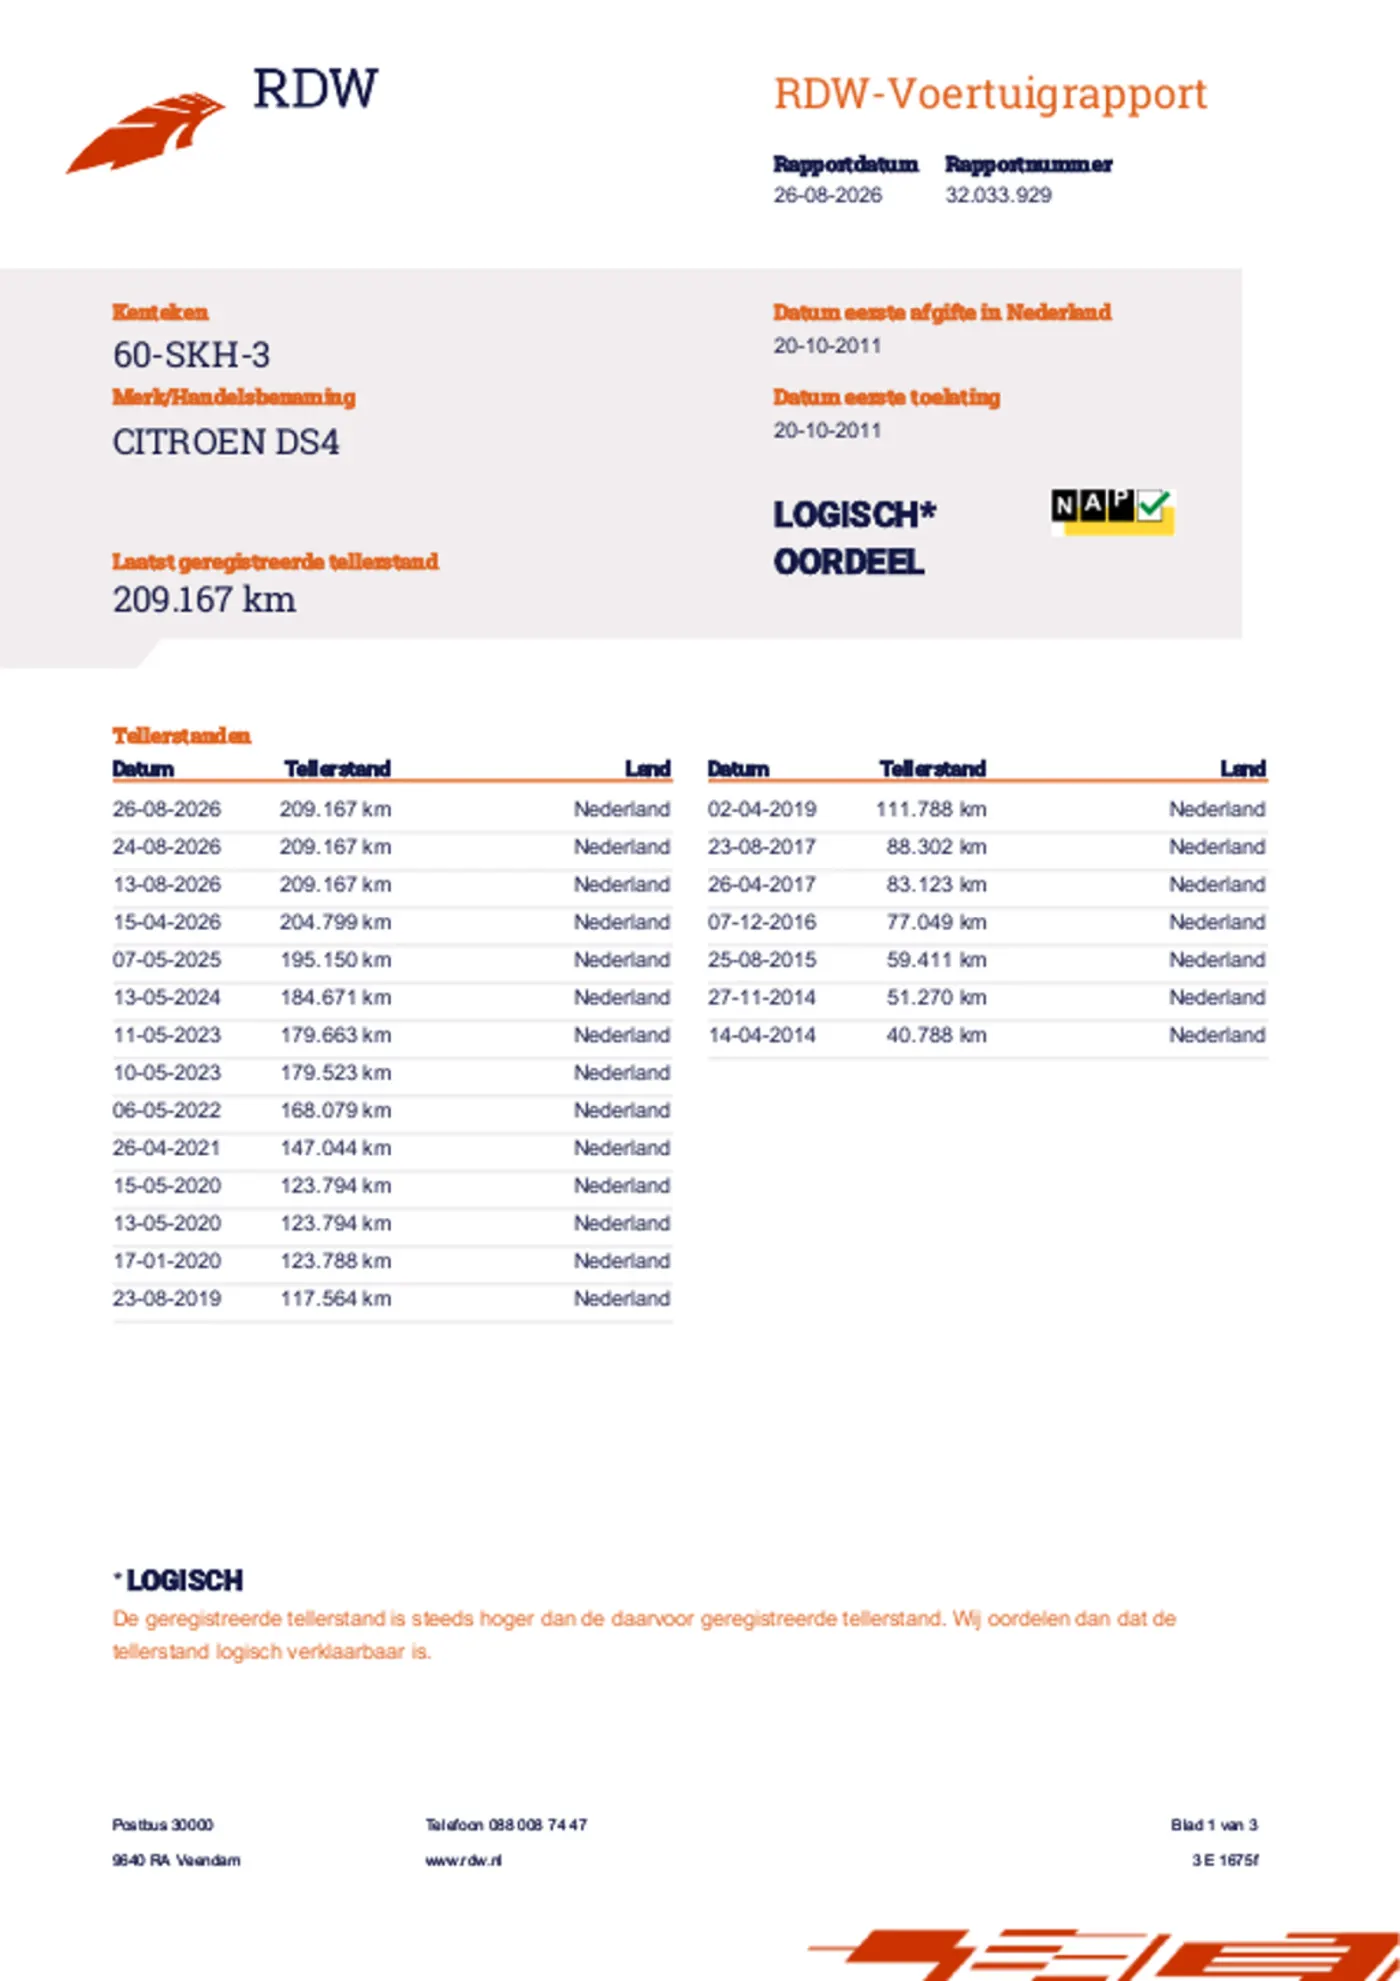 RDW
RDW-Voertuigrapport
Rapportdatum Rapportnummer
26-08-2026 32.033.929
Kenteken
60-SKH-3
Merk/Handelsbenaming
CITROEN DS4
Laatst geregistreerde tellerstand
209.167 km
Datum eerste afgifte in Nederland
20-10-2011
Datum eerste toelating
20-10-2011
LOGISCH*
OORDEEL
NAP
Tellerstanden
Datum Tellerstand Land
26-08-2026 209.167 km Nederland
24-08-2026 209.167 km Nederland
13-08-2026 209.167 km Nederland
15-04-2026 204.799 km Nederland
07-05-2025 195.150 km Nederland
13-05-2024 184.671 km Nederland
11-05-2023 179.663 km Nederland
10-05-2023 179.523 km Nederland
06-05-2022 168.079 km Nederland
26-04-2021 147.044 km Nederland
15-05-2020 123.794 km Nederland
13-05-2020 123.794 km Nederland
17-01-2020 123.788 km Nederland
23-08-2019 117.564 km Nederland
Datum Tellerstand Land
02-04-2019 111.788 km Nederland
23-08-2017 88.302 km Nederland
26-04-2017 83.123 km Nederland
07-12-2016 77.049 km Nederland
25-08-2015 59.411 km Nederland
27-11-2014 51.270 km Nederland
14-04-2014 40.788 km Nederland
* LOGISCH
De geregistreerde tellerstand is steeds hoger dan de daarvoor geregistreerde tellerstand. Wij oordelen dan dat de
tellerstand logisch verklaarbaar is.
Postbus 30000 Telefoon 088 008 74 47 Blad 1 van 3
9640 RA Veendam www.rdw.nl 3 E 1675f